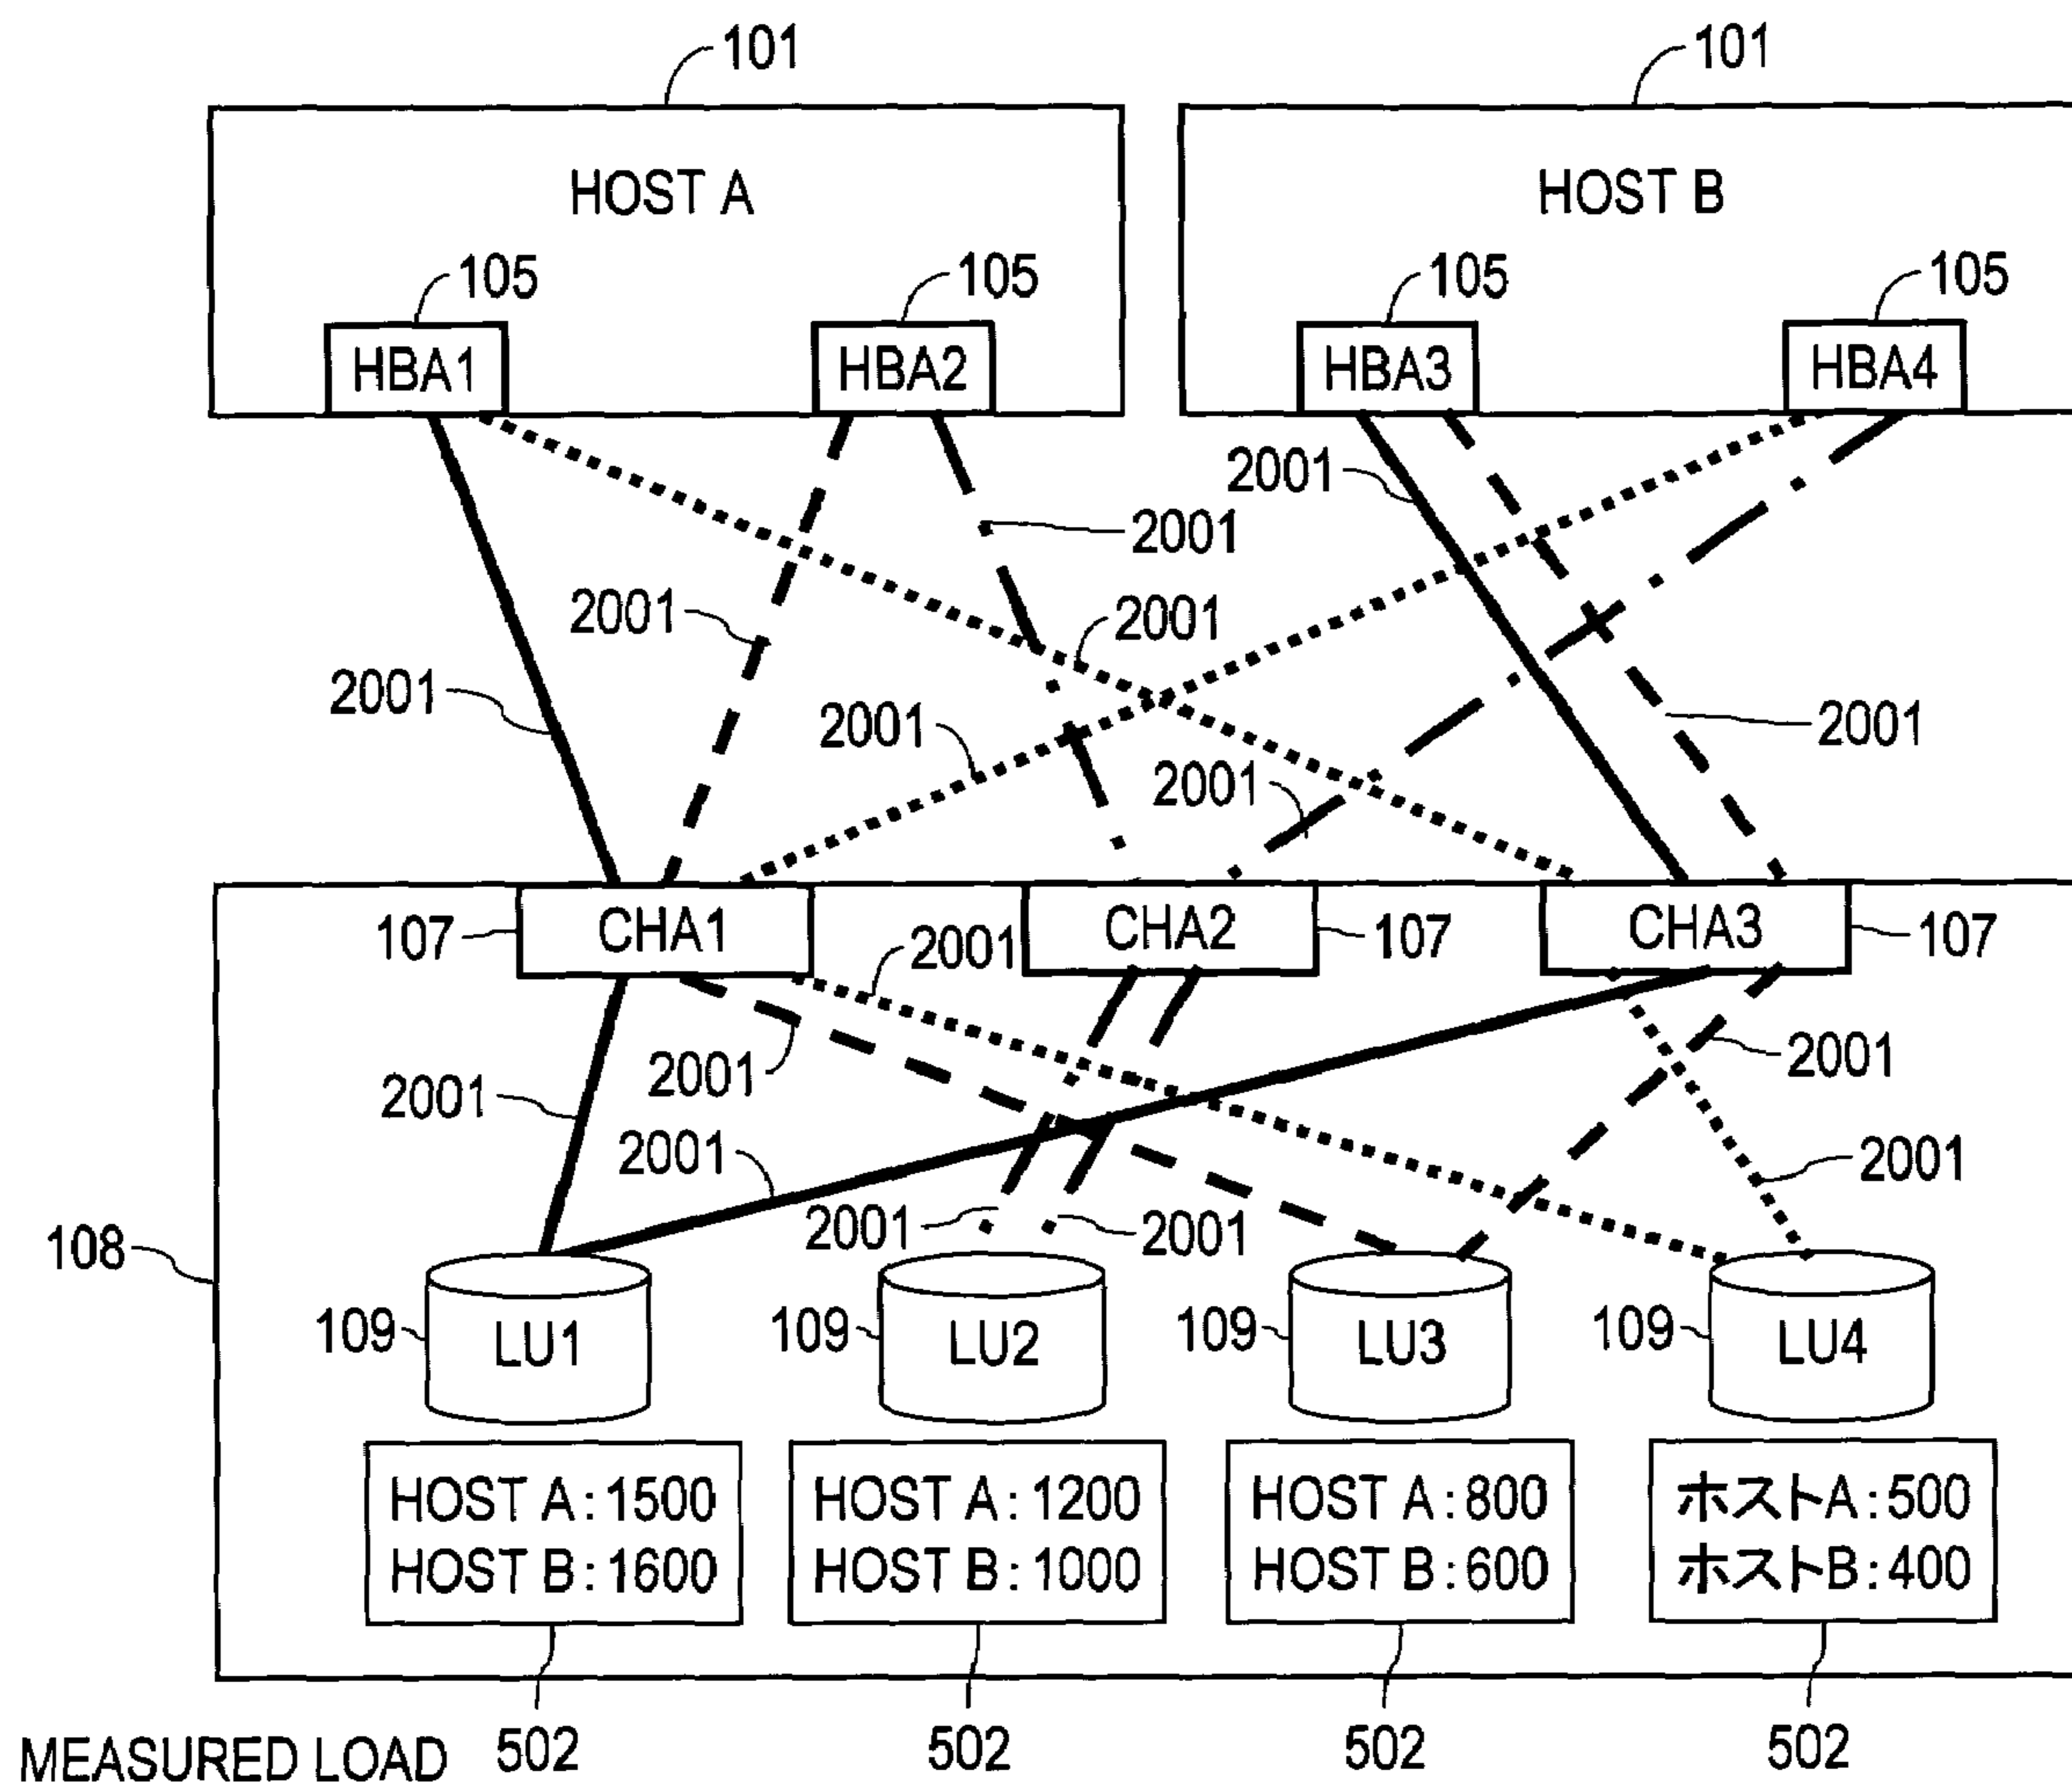 101
101
HOST A
HOST B
105
105
105
105
HBA1
HBA2
HBA3
HBA4
2001
2001
2001
2001
2001
2001
2001
2001
CHA1
CHA2
CHA3
107
107
107
2001
2001
2001
2001
2001
2001
2001
2001
108
109
LU1
109
LU2
109
LU3
109
LU4
HOST A : 1500
HOST B : 1600
HOST A : 1200
HOST B : 1000
HOST A : 800
HOST B : 600
ホストA : 500
ホストB : 400
MEASURED LOAD
502
502
502
502